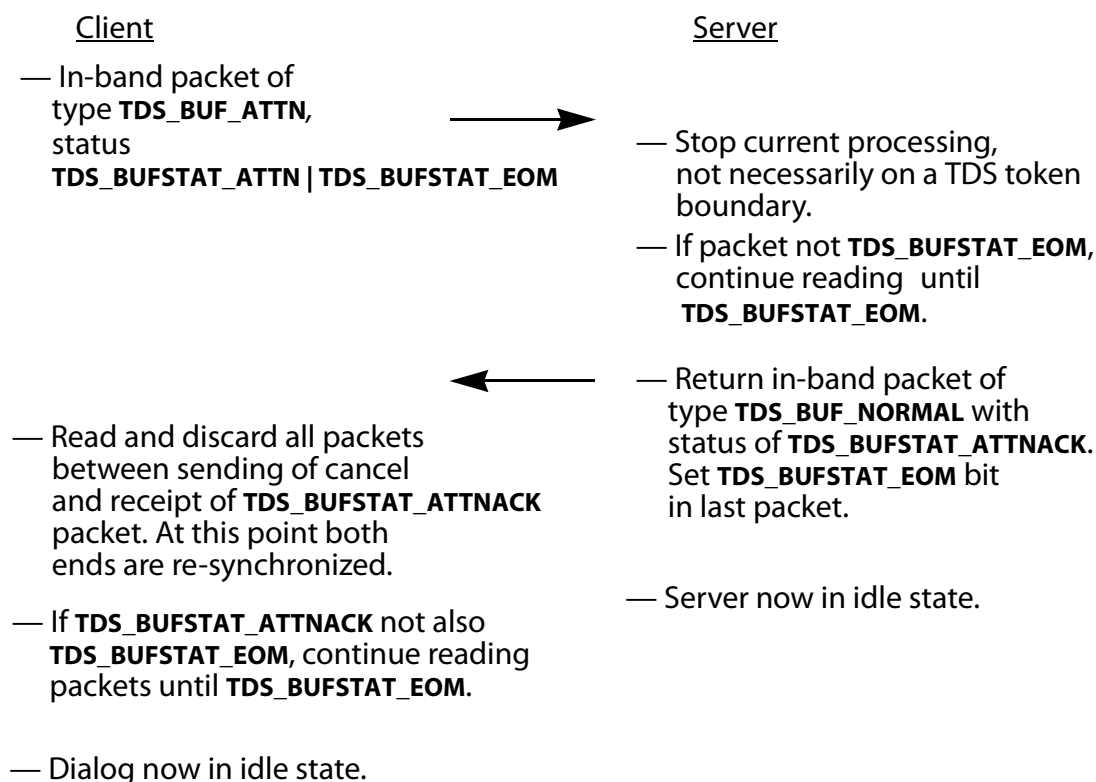 Client
— In-band packet of
type TDS_BUF_ATTN,
status
TDS_BUFSTAT_ATTN | TDS_BUFSTAT_EOM
Server
— Stop current processing,
not necessarily on a TDS token
boundary.
— If packet not TDS_BUFSTAT_EOM,
continue reading until
TDS_BUFSTAT_EOM.
— Return in-band packet of
type TDS_BUF_NORMAL with
status of TDS_BUFSTAT_ATTNACK.
Set TDS_BUFSTAT_EOM bit
in last packet.
— Read and discard all packets
between sending of cancel
and receipt of TDS_BUFSTAT_ATTNACK
packet. At this point both
ends are re-synchronized.
— Server now in idle state.
— If TDS_BUFSTAT_ATTNACK not also
TDS_BUFSTAT_EOM, continue reading
packets until TDS_BUFSTAT_EOM.
— Dialog now in idle state.